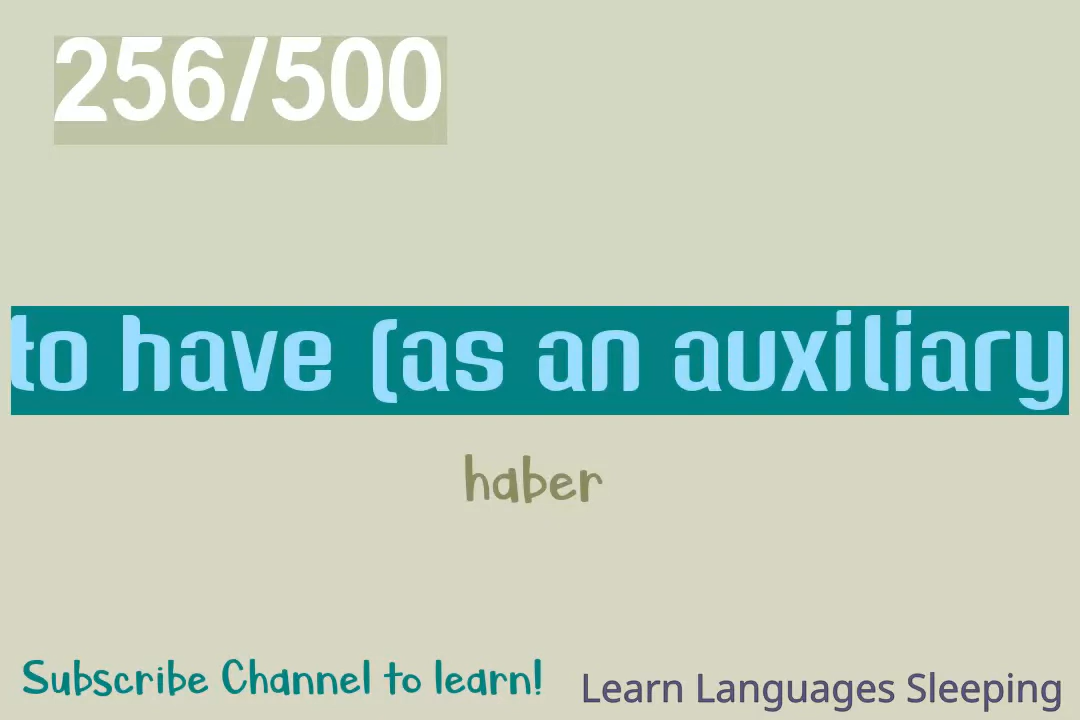 256/500
to have (as an auxiliary
haber
Subscribe Channel to learn!
Learn Languages Sleeping